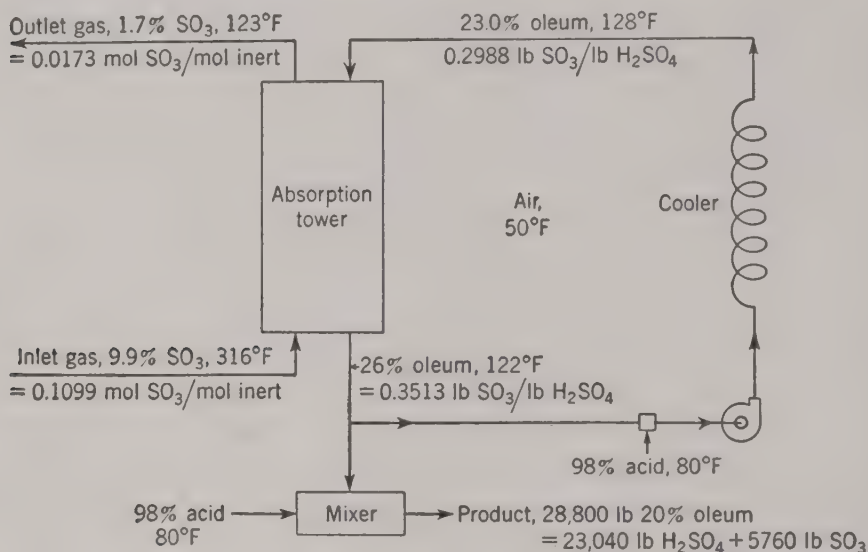 Outlet gas, 1.7% SO₃, 123°F
= 0.0173 mol SO₃/mol inert
23.0% oleum, 128°F
0.2988 lb SO₃/lb H₂SO₄
Absorption
tower
Air,
50°F
Cooler
Inlet gas, 9.9% SO₃, 316°F
= 0.1099 mol SO₃/mol inert
26% oleum, 122°F
= 0.3513 lb SO₃/lb H₂SO₄
98% acid, 80°F
98% acid
80°F
Mixer
Product, 28,800 lb 20% oleum
= 23,040 lb H₂SO₄ + 5760 lb SO₃